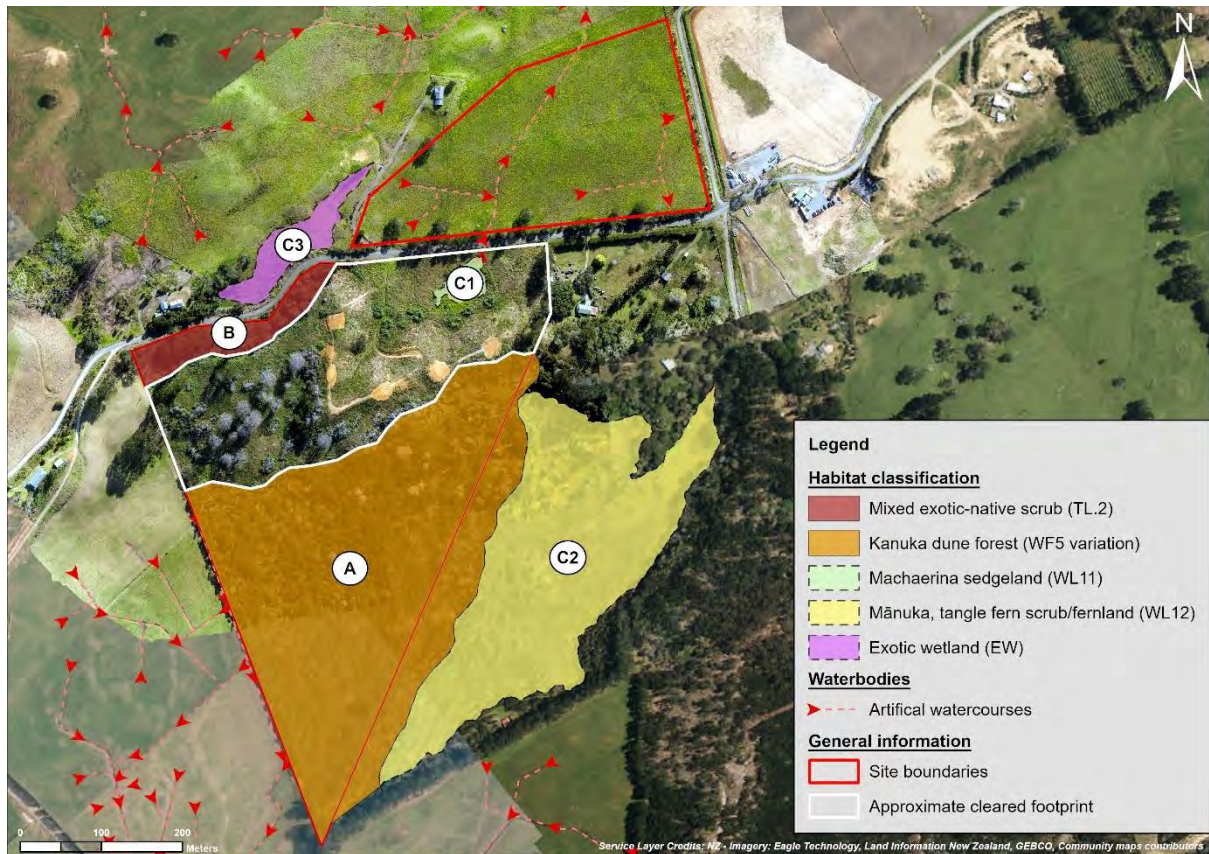 N
C3
C1
B
A
C2
Legend
Habitat classification
Mixed exotic-native scrub (TL.2)
Kanuka dune forest (WF5 variation)
Machaerina sedgeland (WL11)
Mānuka, tangle fern scrub/fernland (WL12)
Exotic wetland (EW)
Waterbodies
Artifical watercourses
General information
Site boundaries
Approximate cleared footprint
0 100 200
Meters
Service Layer Credits: NZ - Imagery: Eagle Technology, Land Information New Zealand, GEBCO, Community maps contributors